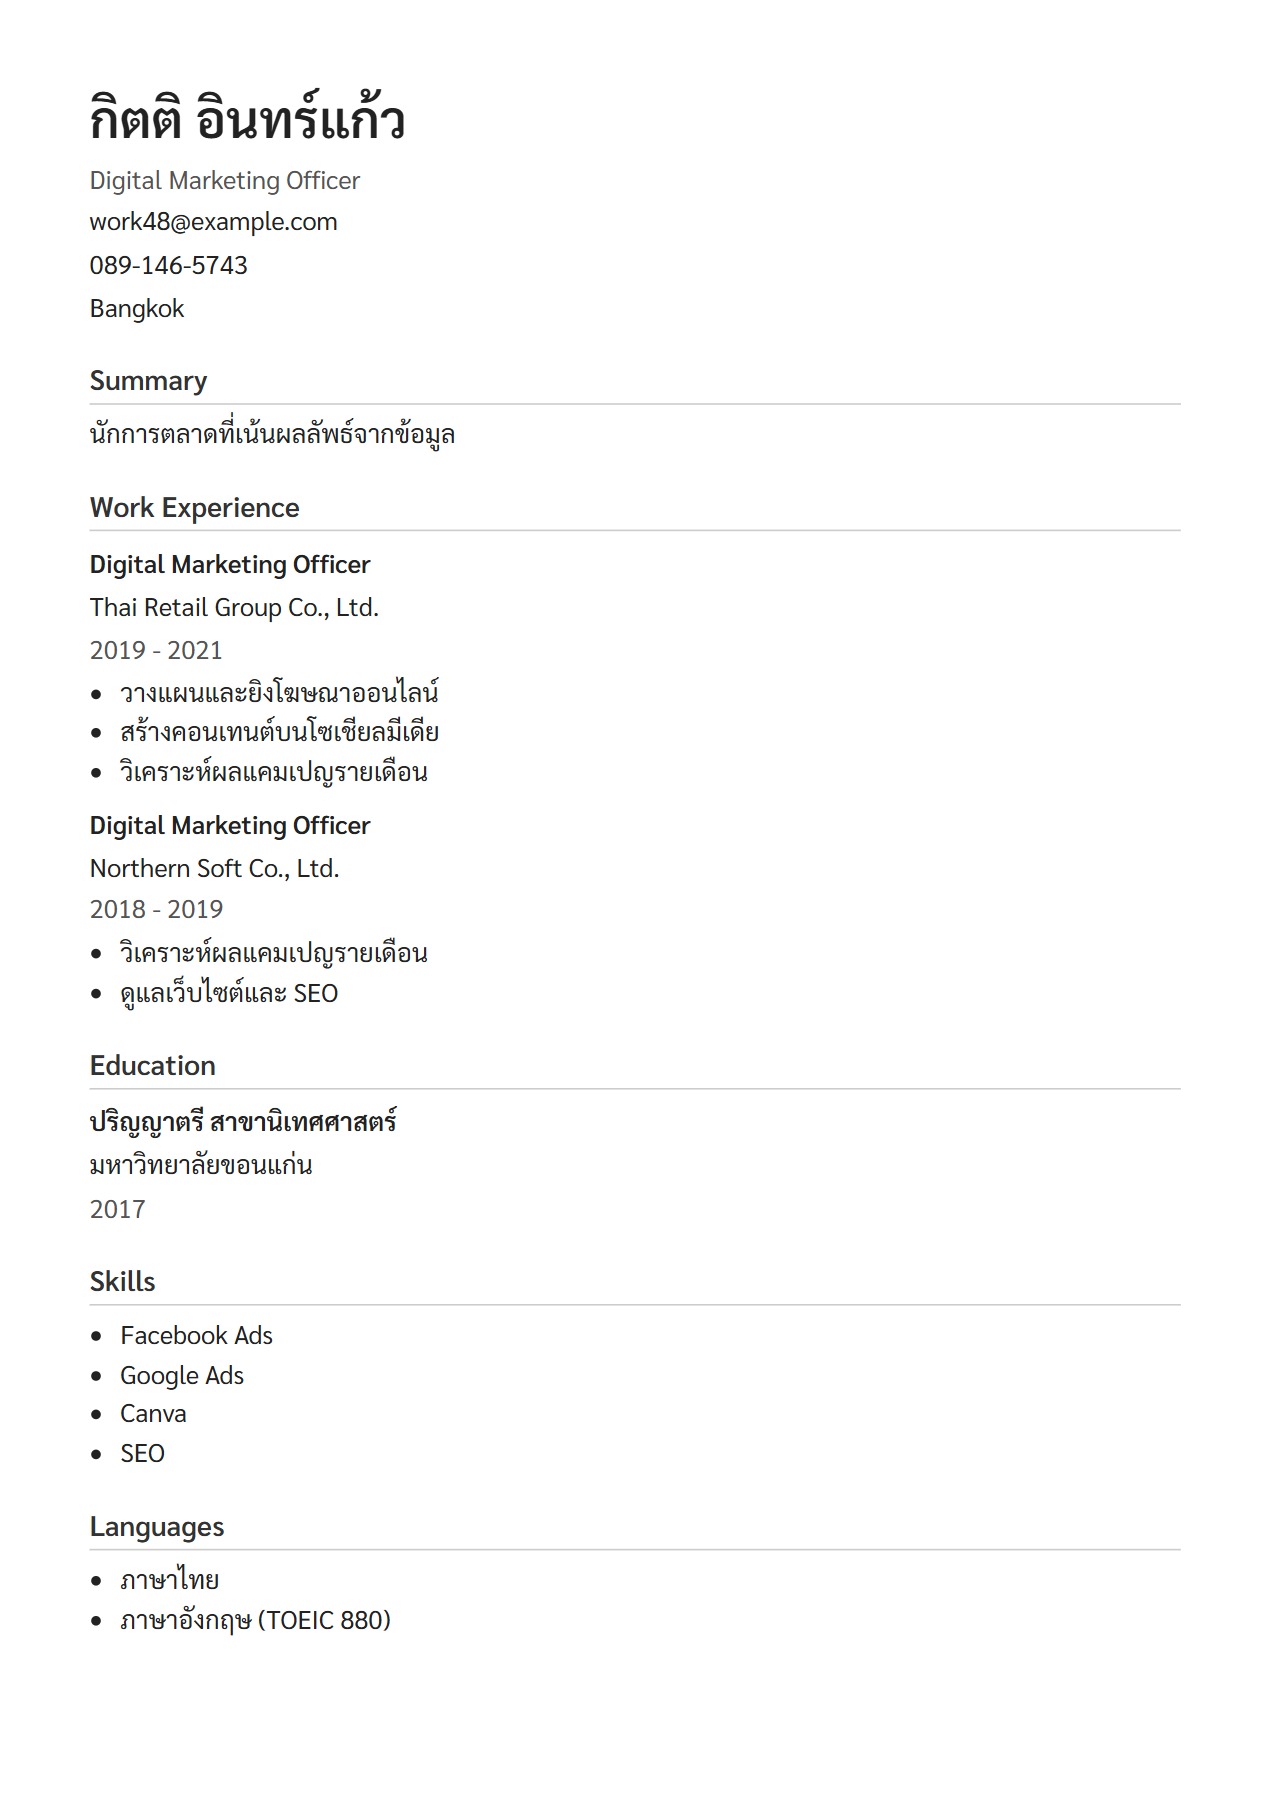 กิตติ อินทร์แก้ว
Digital Marketing Officer
work48@example.com
089-146-5743
Bangkok
Summary
นักการตลาดที่เน้นผลลัพธ์จากข้อมูล
Work Experience
Digital Marketing Officer
Thai Retail Group Co., Ltd.
2019 - 2021
• วางแผนและยิงโฆษณาออนไลน์
• สร้างคอนเทนต์บนโซเชียลมีเดีย
• วิเคราะห์ผลแคมเปญรายเดือน
Digital Marketing Officer
Northern Soft Co., Ltd.
2018 - 2019
• วิเคราะห์ผลแคมเปญรายเดือน
• ดูแลเว็บไซต์และ SEO
Education
ปริญญาตรี สาขานิเทศศาสตร์
มหาวิทยาลัยขอนแก่น
2017
Skills
• Facebook Ads
• Google Ads
• Canva
• SEO
Languages
• ภาษาไทย
• ภาษาอังกฤษ (TOEIC 880)